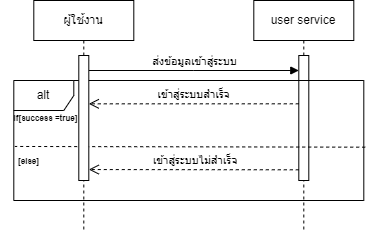 ผู้ใช้งาน
user service
ส่งข้อมูลเข้าสู่ระบบ
alt
เข้าสู่ระบบสำเร็จ
if[success =true]
เข้าสู่ระบบไม่สำเร็จ
[else]